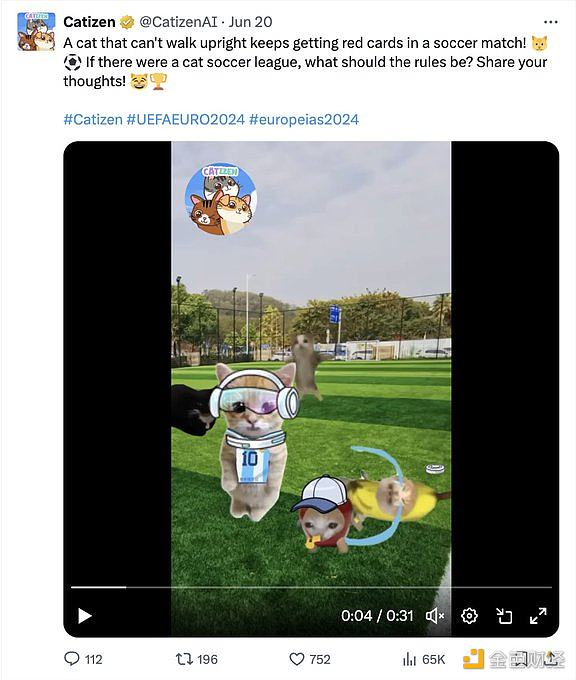 Catizen @CatizenAI · Jun 20
A cat that can't walk upright keeps getting red cards in a soccer match! 😼
⚽ If there were a cat soccer league, what should the rules be? Share your
thoughts! 😹🏆
#Catizen #UEFAEURO2024 #europeias2024
CATIZEN
10
0:04 / 0:31
112
196
752
65K
金色财经